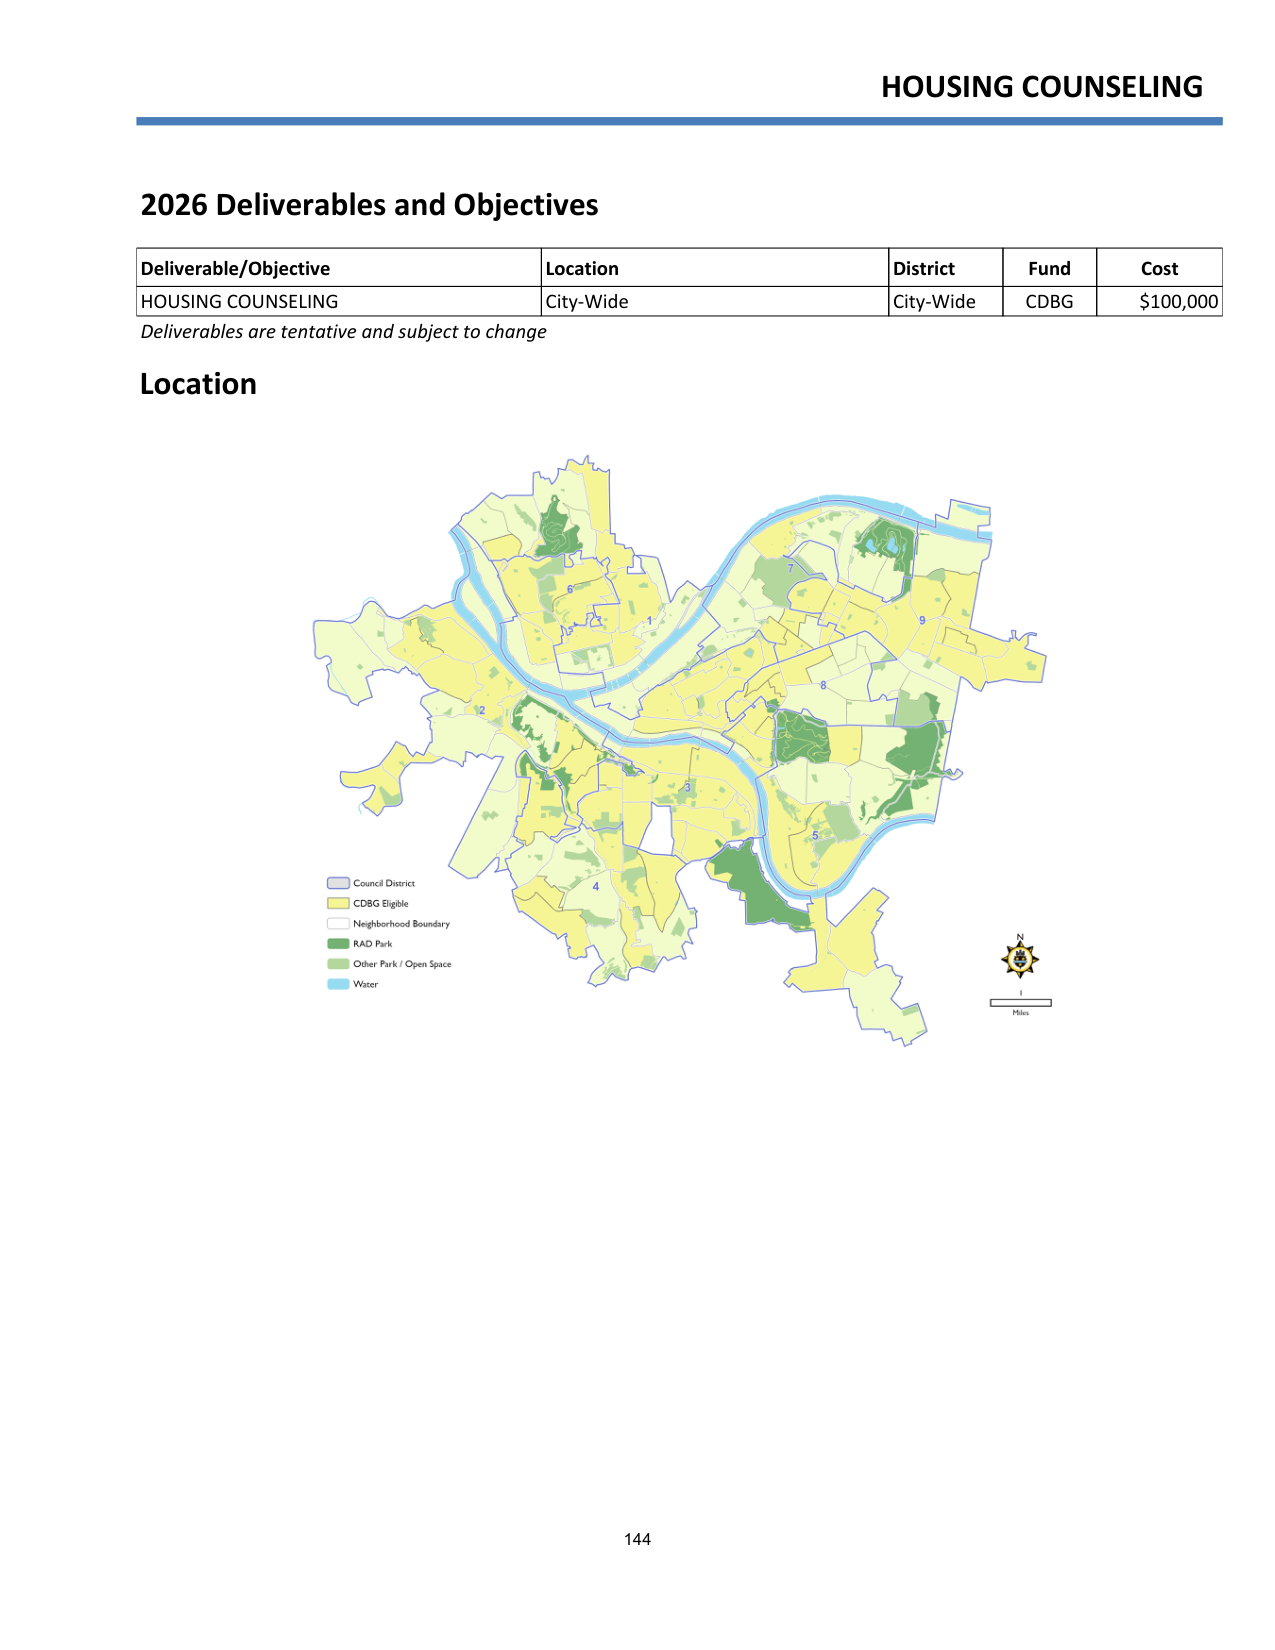 HOUSING COUNSELING
2026 Deliverables and Objectives
Deliverable/Objective Location District Fund Cost
HOUSING COUNSELING City-Wide City-Wide CDBG $100,000
Deliverables are tentative and subject to change
Location
7
6
1
9
8
2
3
5
4
Council District
CDBG Eligible
Neighborhood Boundary
RAD Park
Other Park / Open Space
Water
N
1
Miles
144